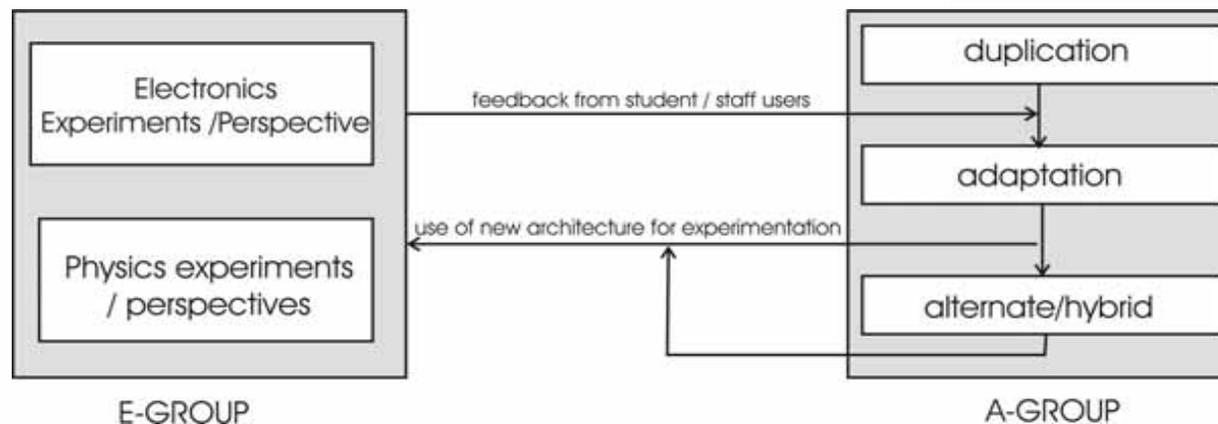 Electronics
Experiments /Perspective
Physics experiments
/ perspectives
E-GROUP
feedback from student / staff users
use of new architecture for experimentation
duplication
adaptation
alternate/hybrid
A-GROUP